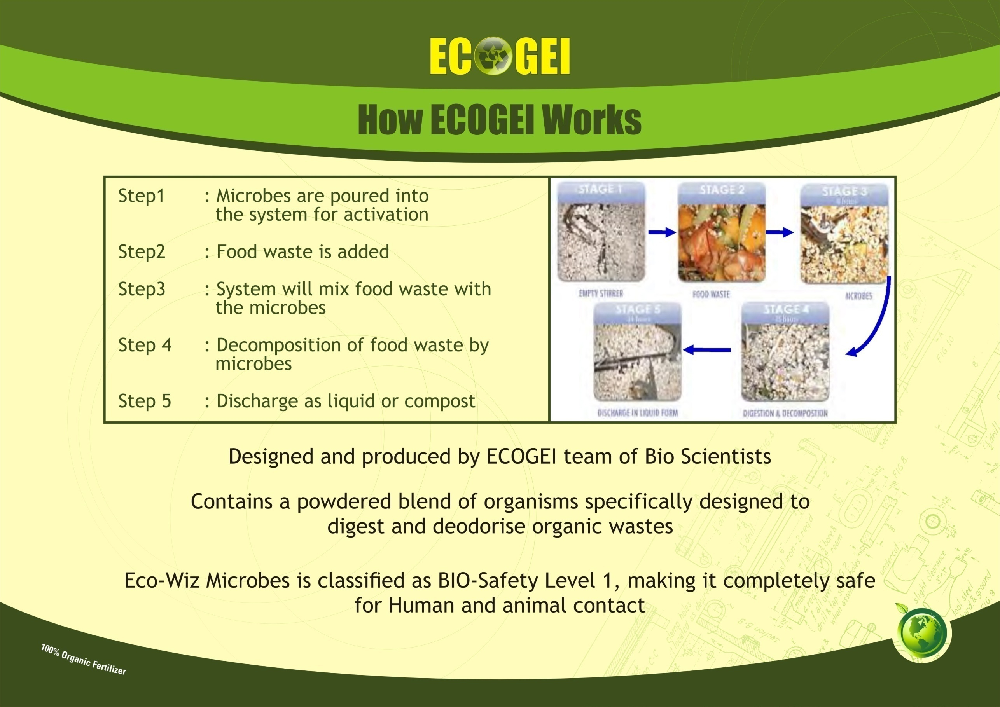 ECOGEI
How ECOGEI Works
Step1 : Microbes are poured into
the system for activation
Step2 : Food waste is added
Step3 : System will mix food waste with
the microbes
Step 4 : Decomposition of food waste by
microbes
Step 5 : Discharge as liquid or compost
STAGE 1
STAGE 2
STAGE 3
hours
EMPTY STIRRER
FOOD WASTE
MICROBES
STAGE 5
hours
STAGE 4
hours
DISCHARGE IN LIQUID FORM
DIGESTION & DECOMPOSTION
Designed and produced by ECOGEI team of Bio Scientists
Contains a powdered blend of organisms specifically designed to
digest and deodorise organic wastes
Eco-Wiz Microbes is classified as BIO-Safety Level 1, making it completely safe
for Human and animal contact
100% Organic Fertilizer